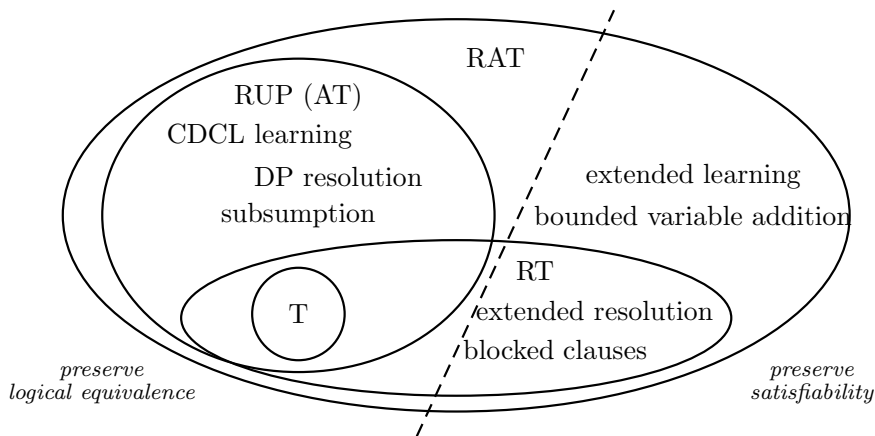 RAT
RUP (AT)
CDCL learning
DP resolution
subsumption
extended learning
bounded variable addition
RT
T
extended resolution
blocked clauses
preserve
logical equivalence
preserve
satisfiability